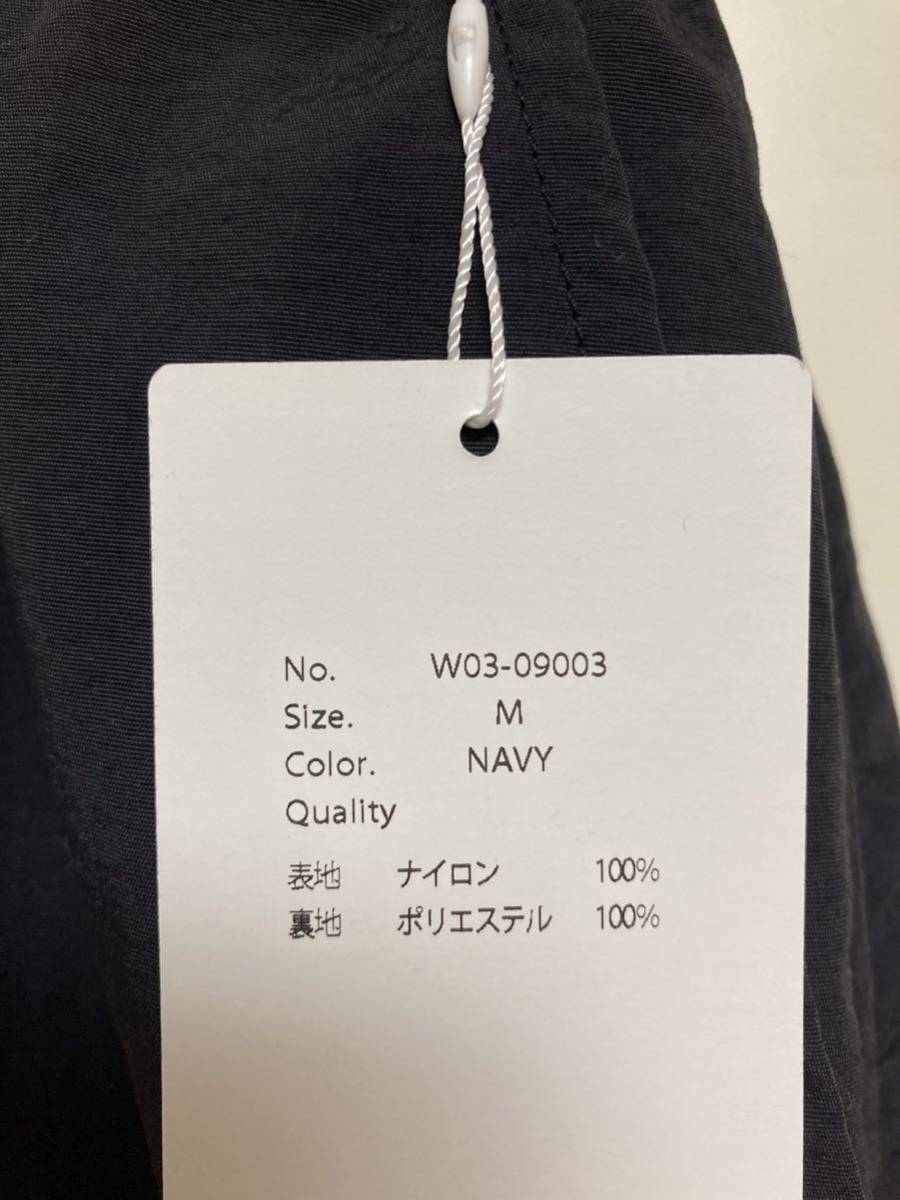 No. W03-09003
Size. M
Color. NAVY
Quality
表地 ナイロン 100%
裏地 ポリエステル 100%